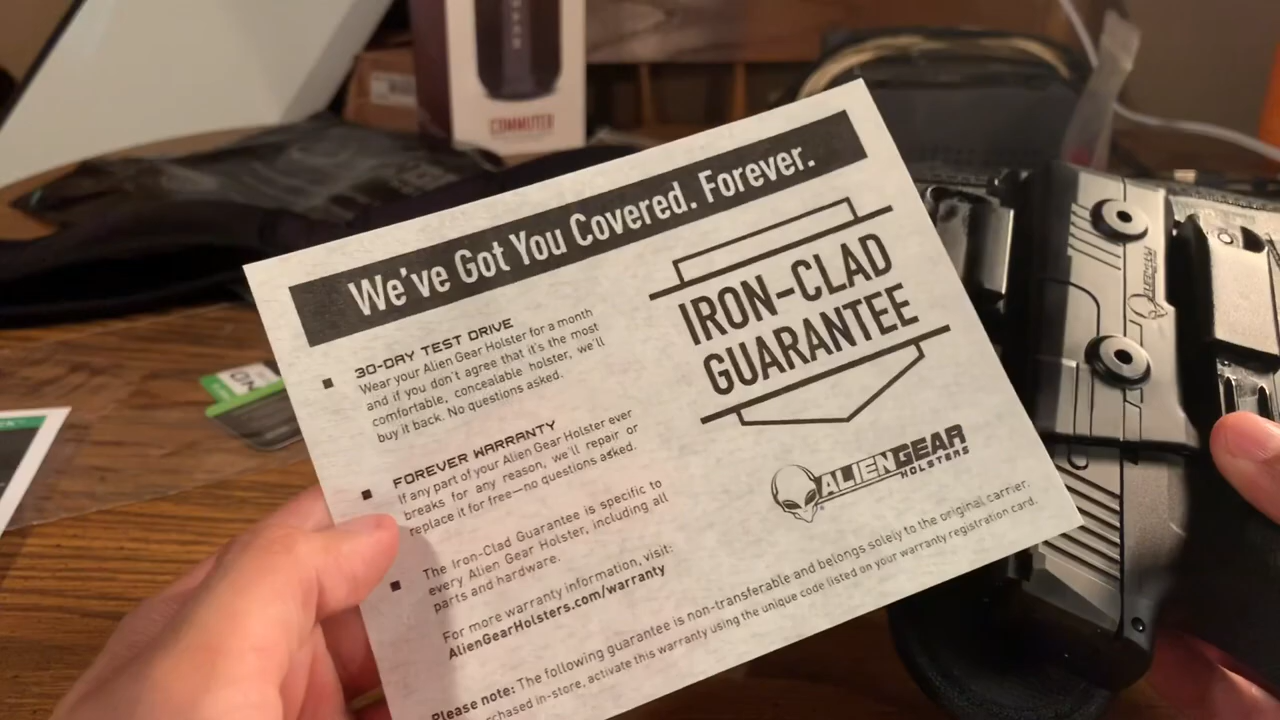 COMMUTER
We've Got You Covered. Forever.
30-DAY TEST DRIVE
Wear your Alien Gear Holster for a month
and if you don't agree that it's the most
comfortable, concealable holster, we'll
buy it back. No questions asked.
FOREVER WARRANTY
If any part of your Alien Gear Holster ever
breaks for any reason, we'll repair or
replace it for free—no questions asked.
The Iron-Clad Guarantee is specific to
every Alien Gear Holster, including all
parts and hardware.
For more warranty information, visit:
AlienGearHolsters.com/warranty
IRON-CLAD
GUARANTEE
ALIEN GEAR
HOLSTERS
Please note: The following guarantee is non-transferable and belongs solely to the original carrier.
in-store, activate this warranty using the unique code listed on your warranty registration card.